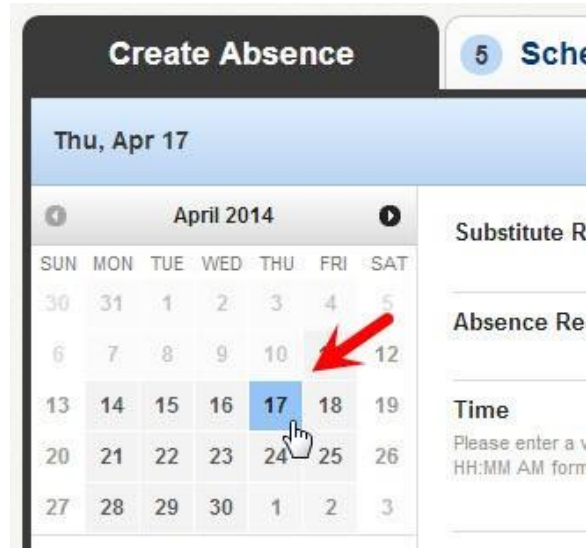 Create Absence
5 Sche
Thu, Apr 17
April 2014
SUN MON TUE WED THU FRI SAT
30 31 1 2 3 4 5
6 7 8 9 10 12
13 14 15 16 17 18 19
20 21 22 23 24 25 26
27 28 29 30 1 2 3
Substitute R
Absence Re
Time
Please enter a v
HH:MM AM form